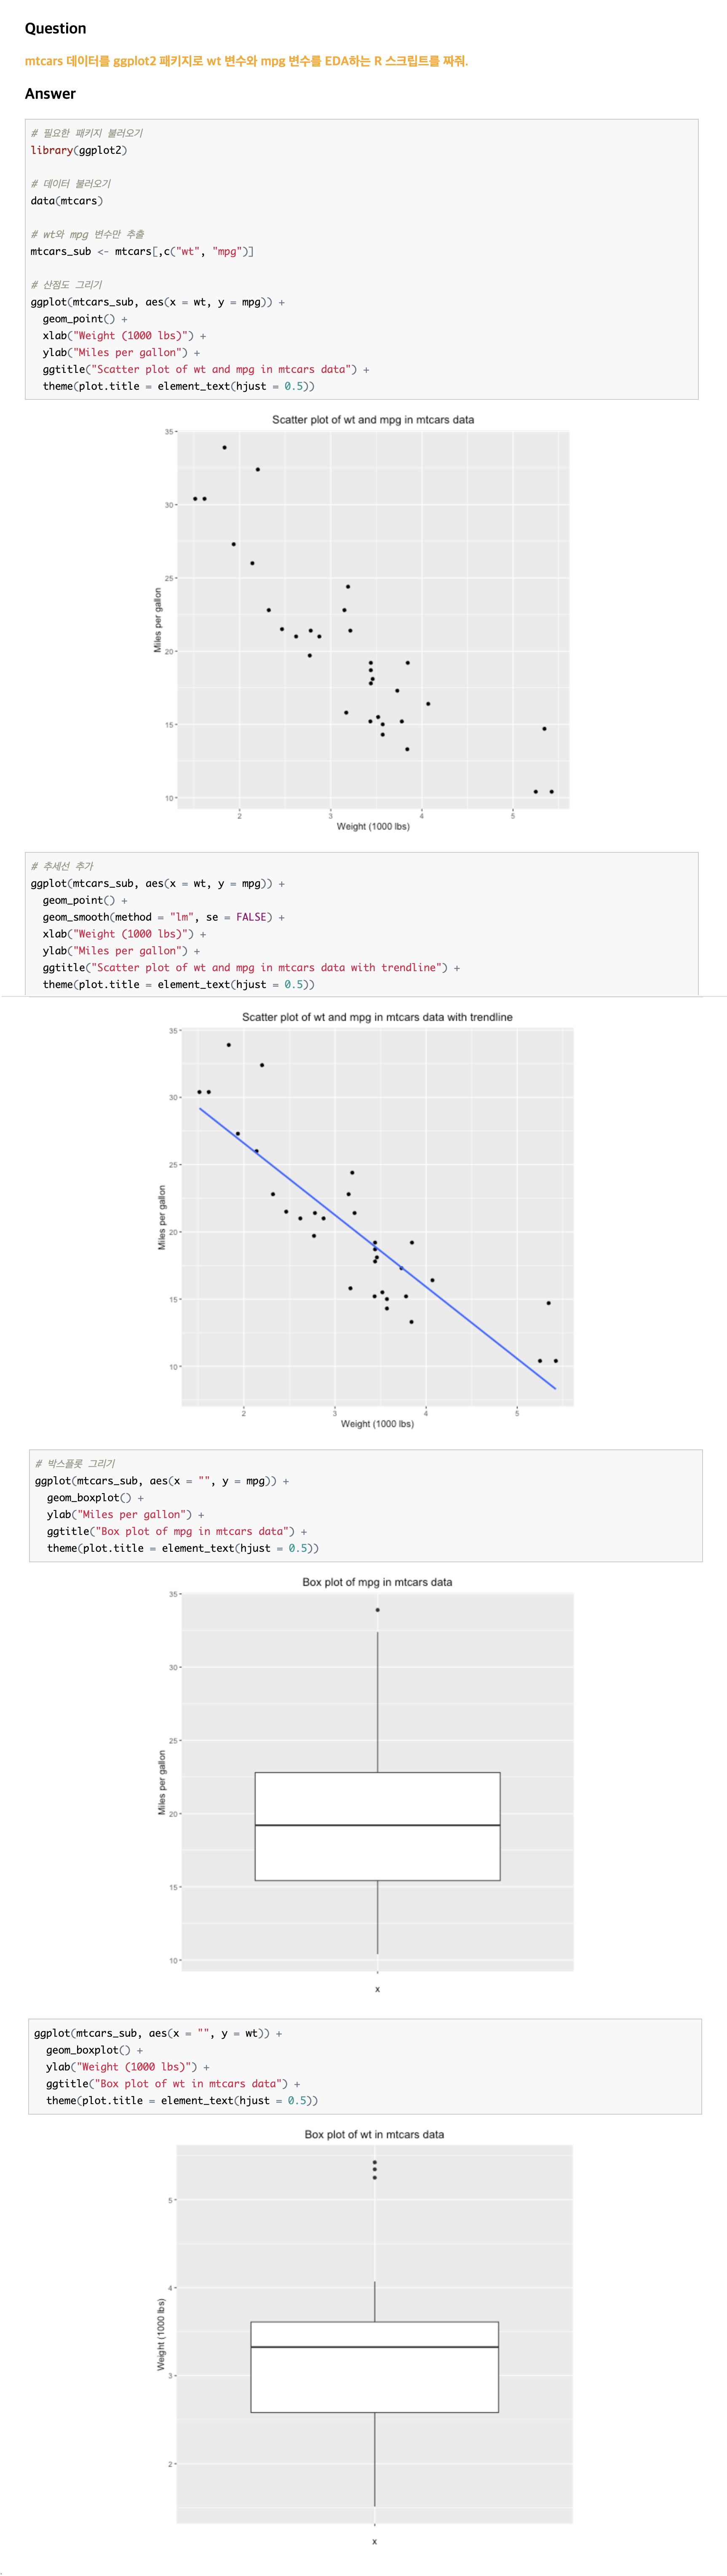 Question
mtcars 데이터를 ggplot2 패키지로 wt 변수와 mpg 변수를 EDA하는 R 스크립트를 짜줘.
Answer
# 필요한 패키지 불러오기
library(ggplot2)
# 데이터 불러오기
data(mtcars)
# wt와 mpg 변수만 추출
mtcars_sub <- mtcars[,c("wt", "mpg")]
# 산점도 그리기
ggplot(mtcars_sub, aes(x = wt, y = mpg)) +
  geom_point() +
  xlab("Weight (1000 lbs)") +
  ylab("Miles per gallon") +
  ggtitle("Scatter plot of wt and mpg in mtcars data") +
  theme(plot.title = element_text(hjust = 0.5))
Scatter plot of wt and mpg in mtcars data
35
30
25
Miles per gallon
20
15
10
2 3 4 5
Weight (1000 lbs)
# 추세선 추가
ggplot(mtcars_sub, aes(x = wt, y = mpg)) +
  geom_point() +
  geom_smooth(method = "lm", se = FALSE) +
  xlab("Weight (1000 lbs)") +
  ylab("Miles per gallon") +
  ggtitle("Scatter plot of wt and mpg in mtcars data with trendline") +
  theme(plot.title = element_text(hjust = 0.5))
Scatter plot of wt and mpg in mtcars data with trendline
35
30
25
Miles per gallon
20
15
10
2 3 4 5
Weight (1000 lbs)
# 박스플롯 그리기
ggplot(mtcars_sub, aes(x = "", y = mpg)) +
  geom_boxplot() +
  ylab("Miles per gallon") +
  ggtitle("Box plot of mpg in mtcars data") +
  theme(plot.title = element_text(hjust = 0.5))
Box plot of mpg in mtcars data
35
30
25
Miles per gallon
20
15
10
x
ggplot(mtcars_sub, aes(x = "", y = wt)) +
  geom_boxplot() +
  ylab("Weight (1000 lbs)") +
  ggtitle("Box plot of wt in mtcars data") +
  theme(plot.title = element_text(hjust = 0.5))
Box plot of wt in mtcars data
5
4
Weight (1000 lbs)
3
2
x